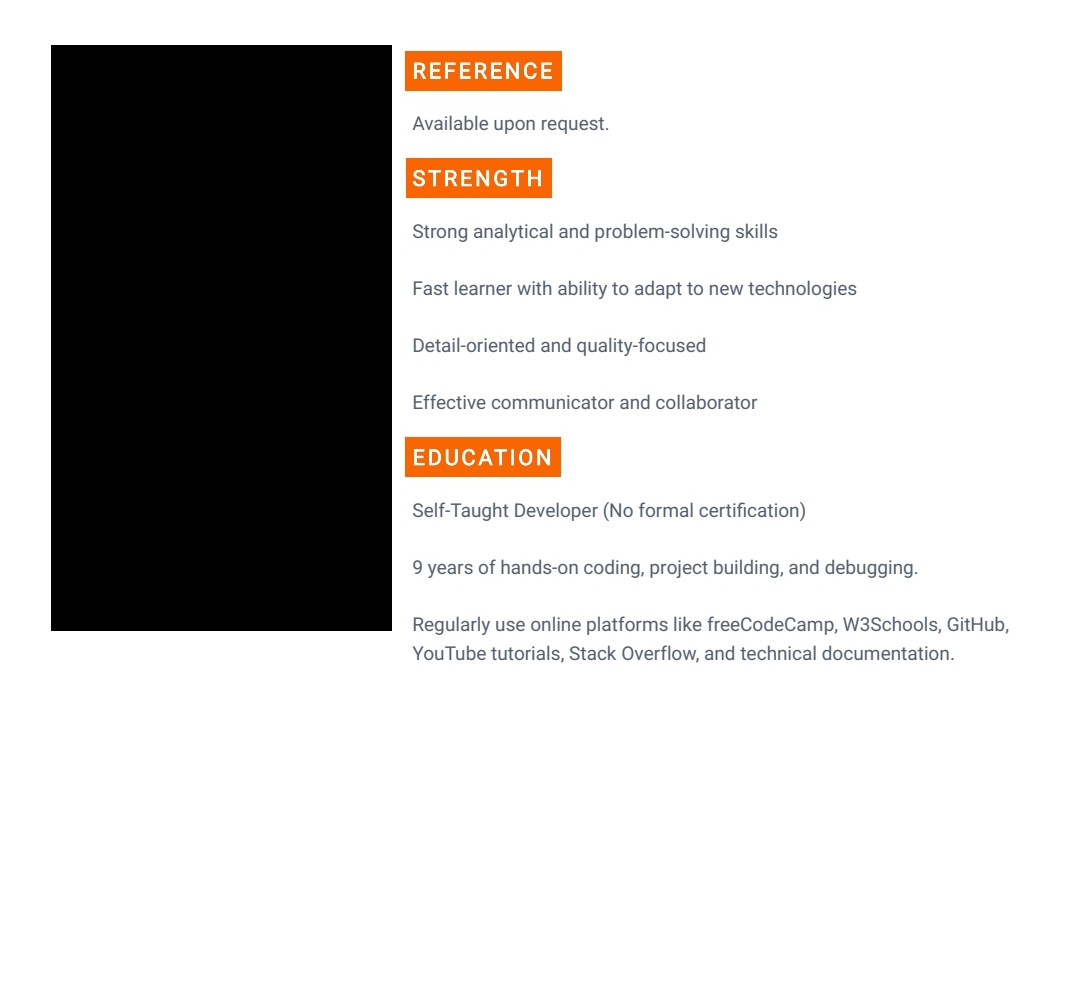 REFERENCE
Available upon request.
STRENGTH
Strong analytical and problem-solving skills
Fast learner with ability to adapt to new technologies
Detail-oriented and quality-focused
Effective communicator and collaborator
EDUCATION
Self-Taught Developer (No formal certification)
9 years of hands-on coding, project building, and debugging.
Regularly use online platforms like freeCodeCamp, W3Schools, GitHub,
YouTube tutorials, Stack Overflow, and technical documentation.